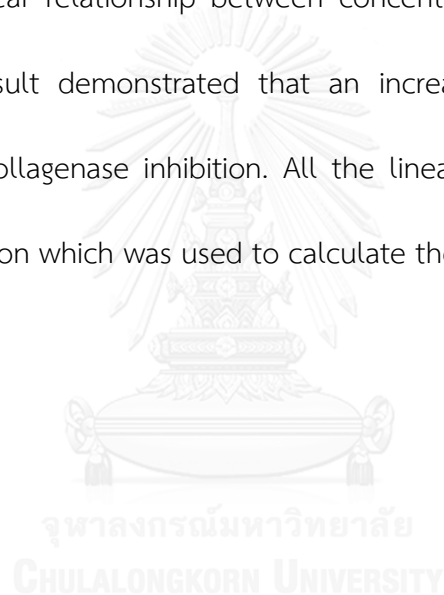 ear relationship between concent
sult demonstrated that an increa
ollagenase inhibition. All the linea
on which was used to calculate the
จุฬาลงกรณ์มหาวิทยาลัย
CHULALONGKORN UNIVERSITY